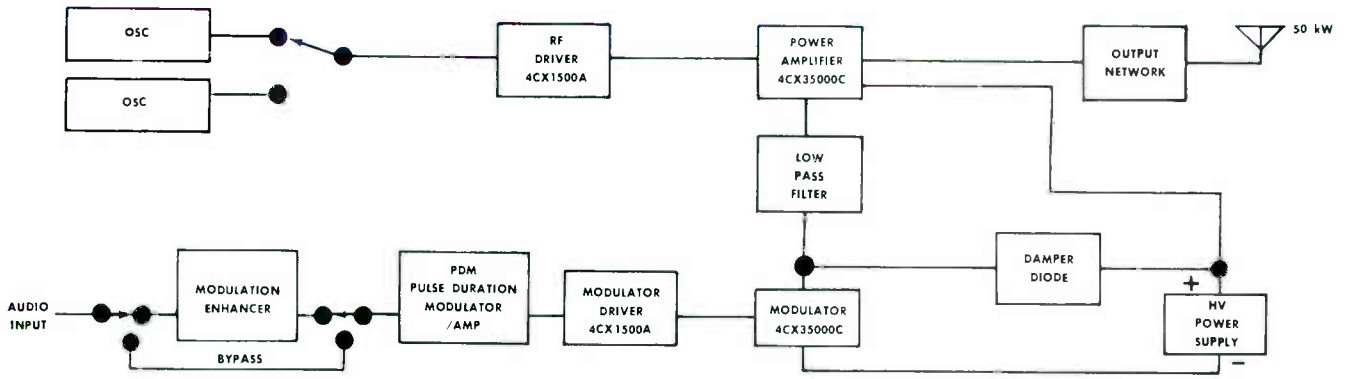 OSC
OSC
RF
DRIVER
4CX1500A
POWER
AMPLIFIER
4CX35000C
OUTPUT
NETWORK
50 kW
LOW
PASS
FILTER
AUDIO
INPUT
MODULATION
ENHANCER
BYPASS
PDM
PULSE DURATION
MODULATOR
/AMP
MODULATOR
DRIVER
4CX1500A
MODULATOR
4CX35000C
DAMPER
DIODE
+
HV
POWER
SUPPLY
−